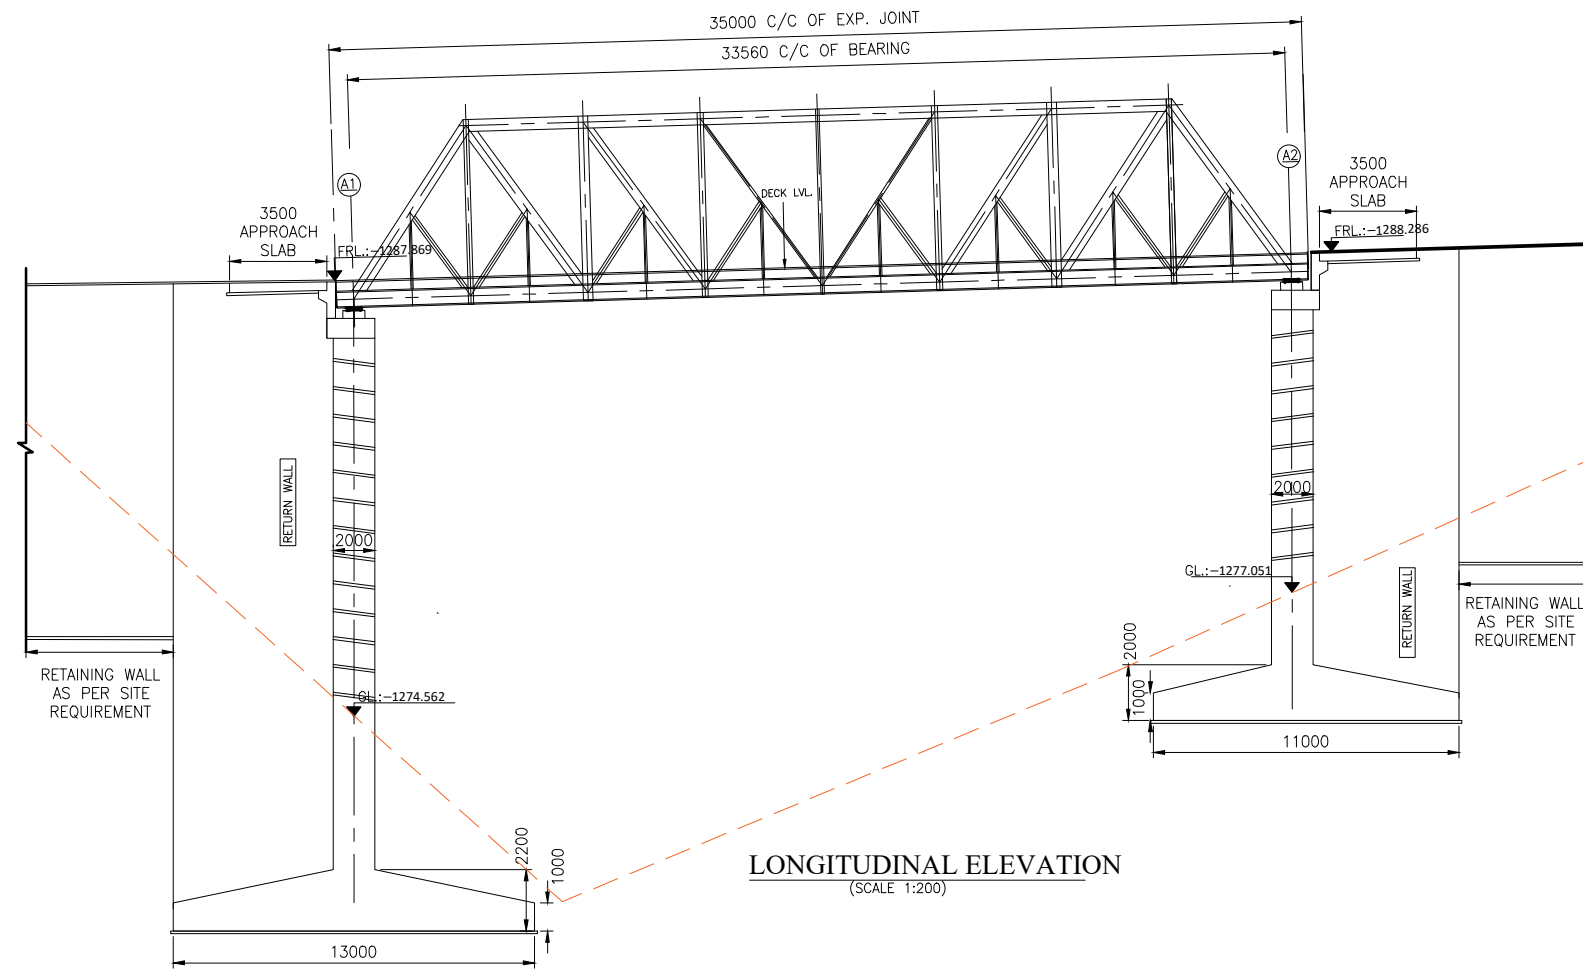 35000 C/C OF EXP. JOINT
33560 C/C OF BEARING
A1
A2
3500
APPROACH
SLAB
FRL.:-1287.869
DECK LVL.
3500
APPROACH
SLAB
FRL.:-1288.286
RETURN WALL
2000
2000
GL.:-1277.051
RETURN WALL
RETAINING WALL
AS PER SITE
REQUIREMENT
RETAINING WALL
AS PER SITE
REQUIREMENT
GL.:-1274.562
2000
1000
11000
2200
1000
13000
LONGITUDINAL ELEVATION
(SCALE 1:200)